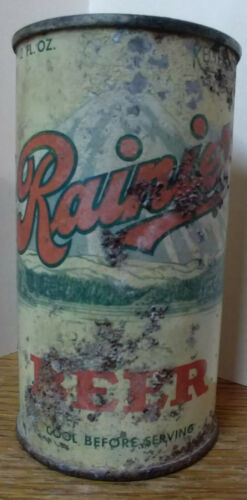 FL. OZ.
Rainier
BEER
COOL BEFORE SERVING